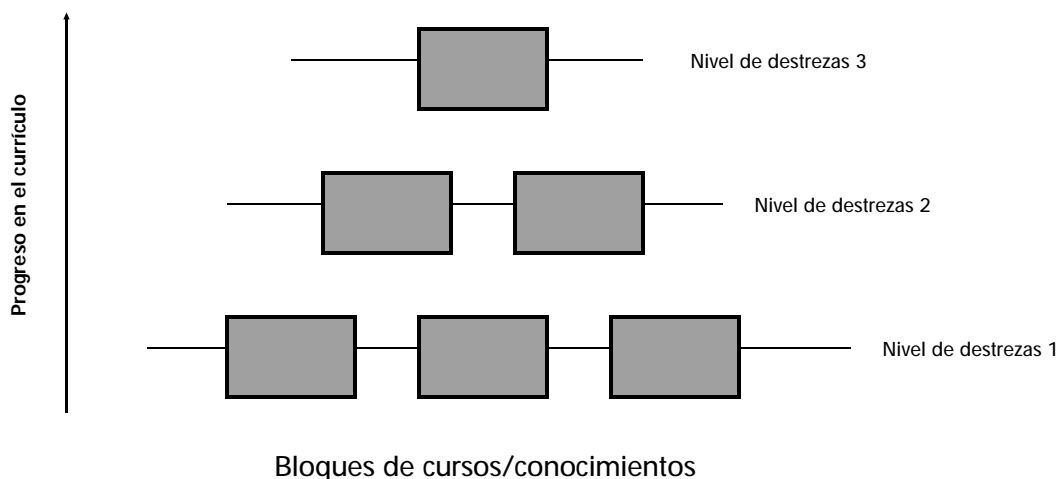 Progreso en el currículo
Nivel de destrezas 3
Nivel de destrezas 2
Nivel de destrezas 1
Bloques de cursos/conocimientos